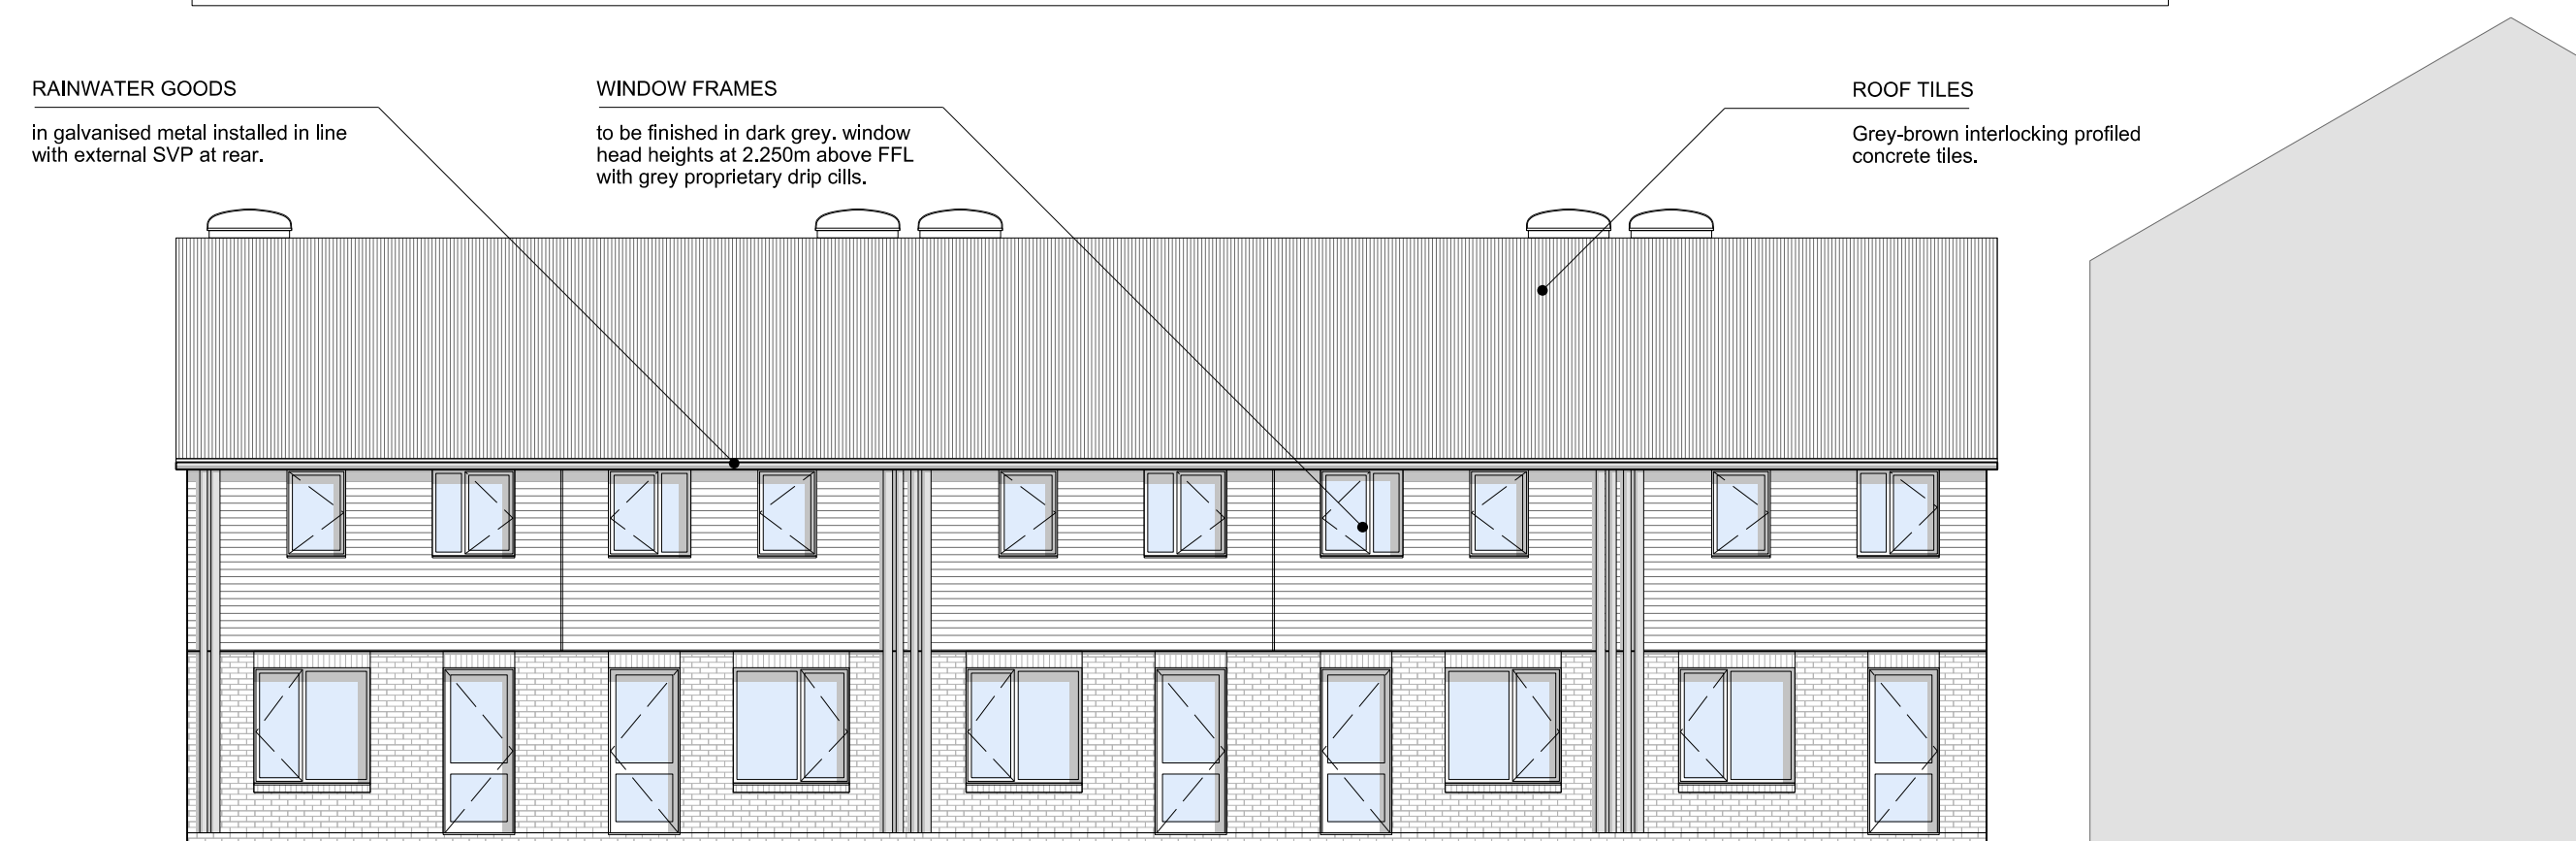 RAINWATER GOODS
in galvanised metal installed in line
with external SVP at rear.
WINDOW FRAMES
to be finished in dark grey. window
head heights at 2.250m above FFL
with grey proprietary drip cills.
ROOF TILES
Grey-brown interlocking profiled
concrete tiles.